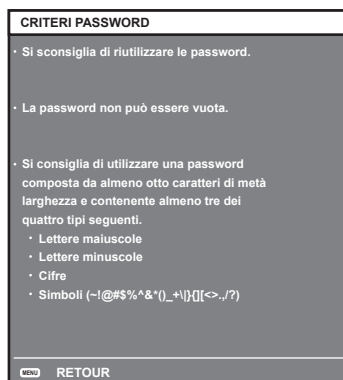 CRITERI PASSWORD
・Si sconsiglia di riutilizzare le password.
・La password non può essere vuota.
・Si consiglia di utilizzare una password
composta da almeno otto caratteri di metà
larghezza e contenente almeno tre dei
quattro tipi seguenti.
・Lettere maiuscole
・Lettere minuscole
・Cifre
・Simboli (~!@#$%^&*()_+\|}{][<>.,/?)
MENU RETOUR